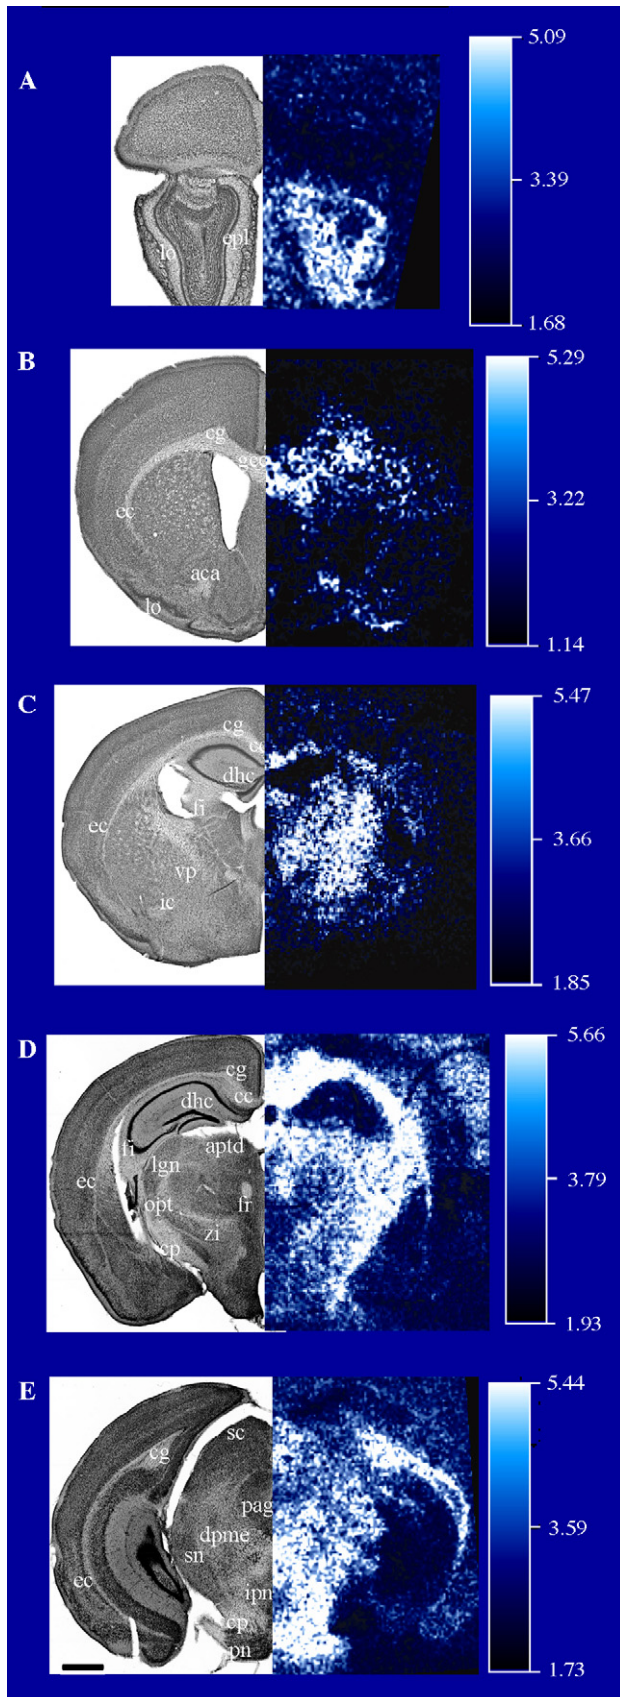 A
5.09
3.39
1.68
lo
epl
B
5.29
3.22
1.14
cg
gcc
ec
aca
lo
C
5.47
3.66
1.85
cg
cc
dhc
fi
ec
vp
ic
D
5.66
3.79
1.93
cg
cc
dhc
aptd
fi
lgn
ec
opt
fr
zi
cp
E
5.44
3.59
1.73
sc
cg
pag
dpme
sn
ec
ipn
cp
pn